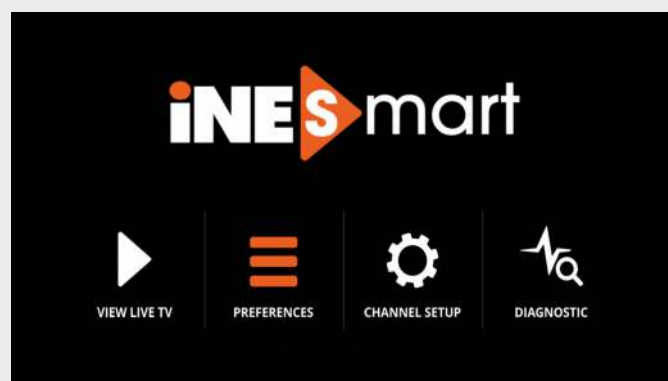 iNESmart
VIEW LIVE TV
PREFERENCES
CHANNEL SETUP
DIAGNOSTIC